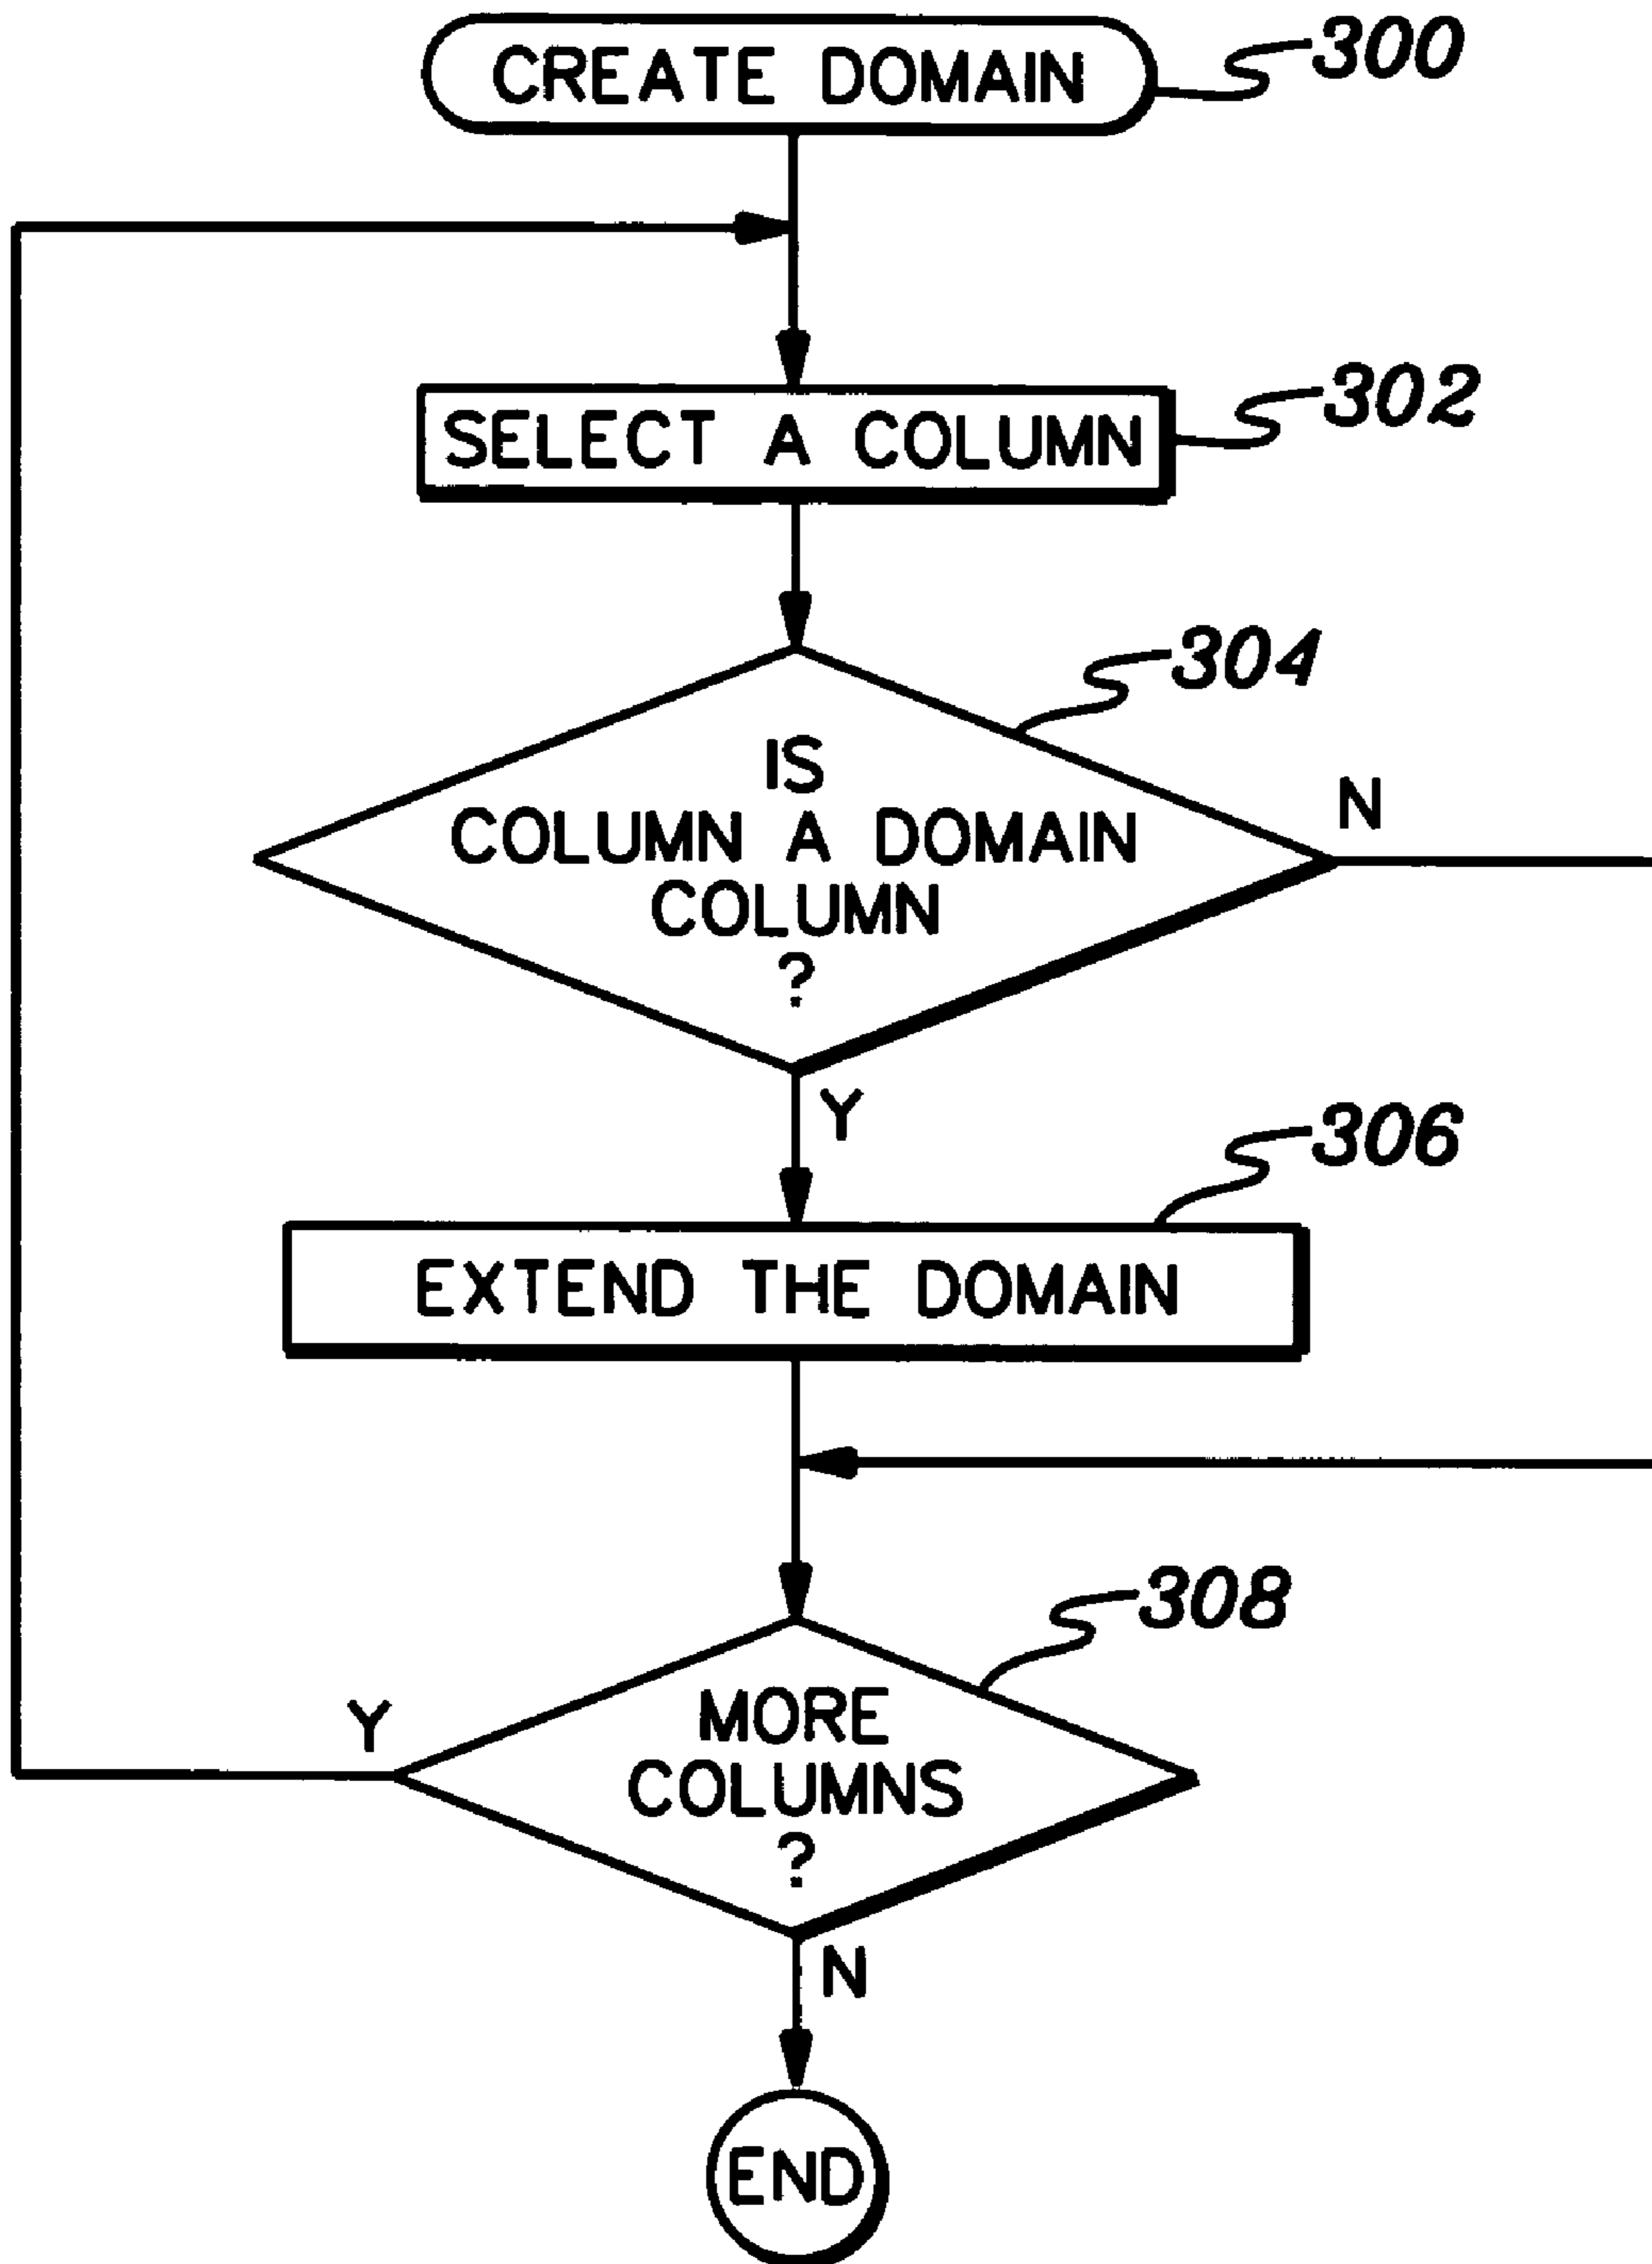 CREATE DOMAIN
300
SELECT A COLUMN
302
304
IS
COLUMN A DOMAIN
COLUMN
?
N
Y
306
EXTEND THE DOMAIN
308
Y
MORE
COLUMNS
?
N
END